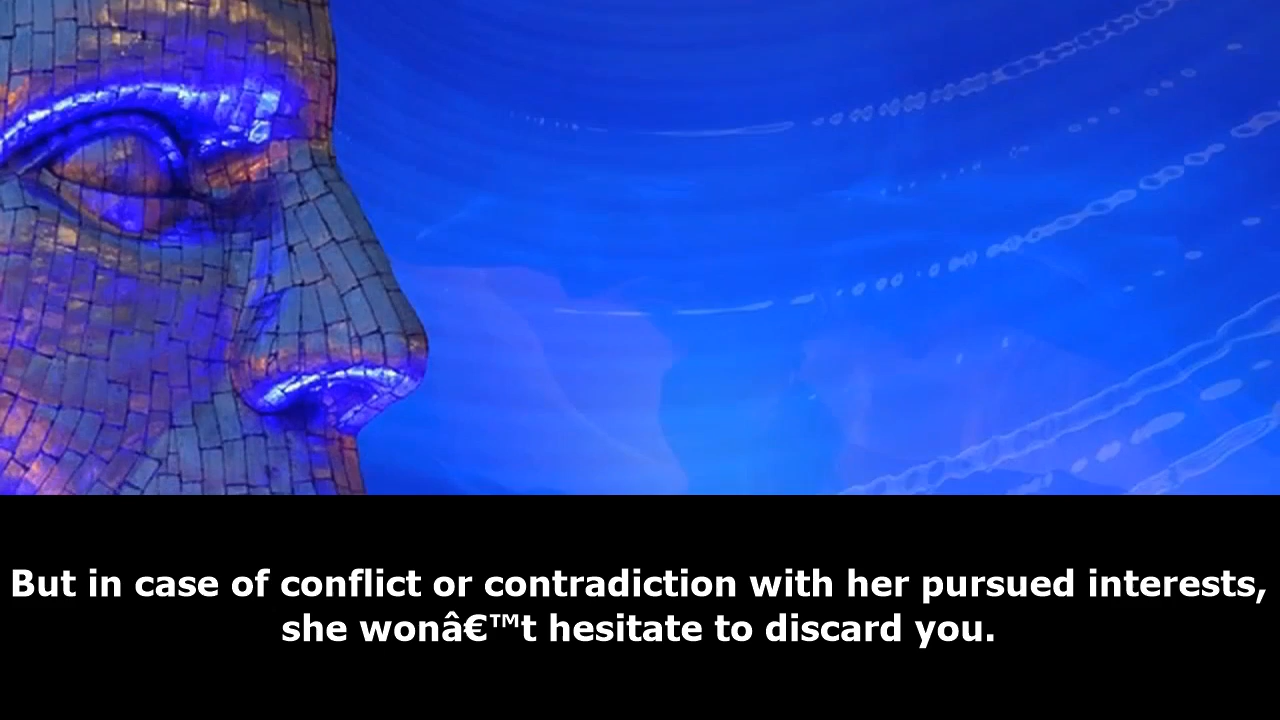 But in case of conflict or contradiction with her pursued interests,
she wonâ€™t hesitate to discard you.